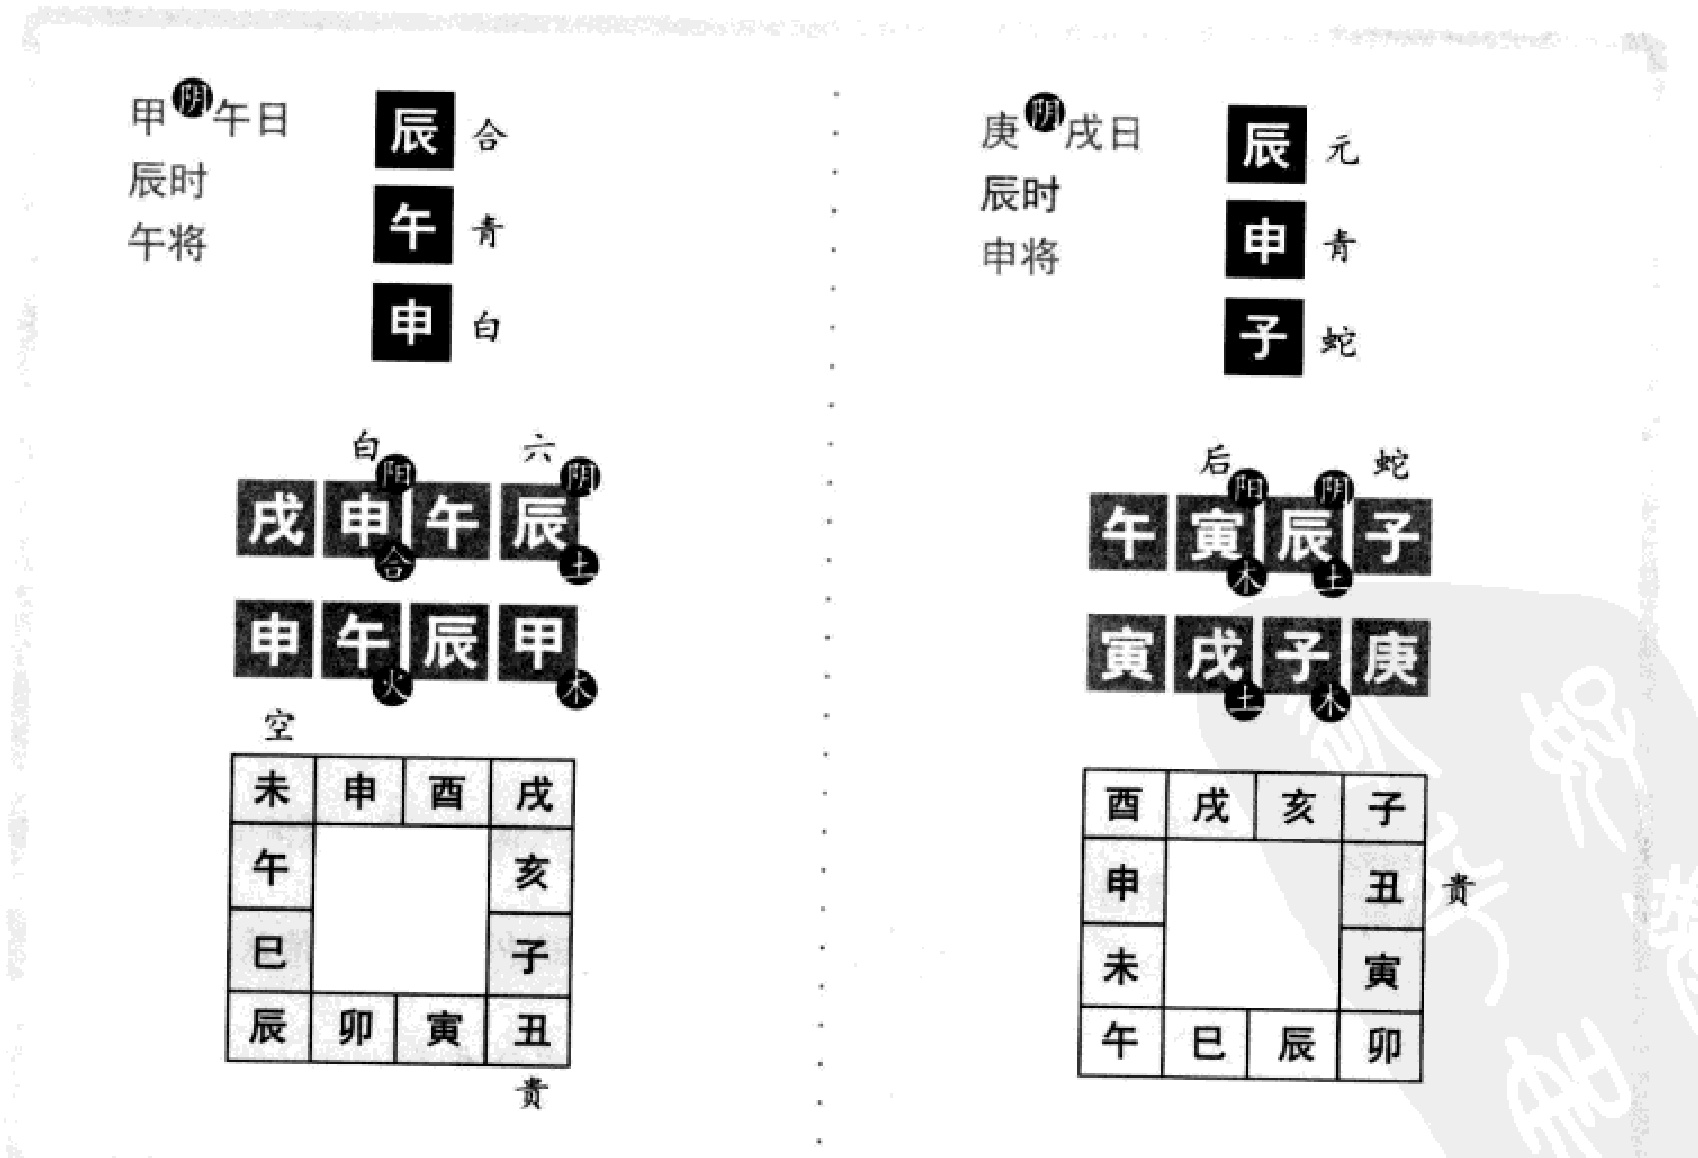 甲阴午日
辰时
午将
辰 合
午 青
申 白
白 六
阳 阴
戌 申 午 辰
合 土
申 午 辰 甲
火 木
空
未 申 酉 戌
午 亥
巳 子
辰 卯 寅 丑
贵
庚阴戌日
辰时
申将
辰 元
申 青
子 蛇
后 蛇
阳 阴
午 寅 辰 子
木 土
寅 戌 子 庚
土 木
酉 戌 亥 子
申 丑 贵
未 寅
午 巳 辰 卯